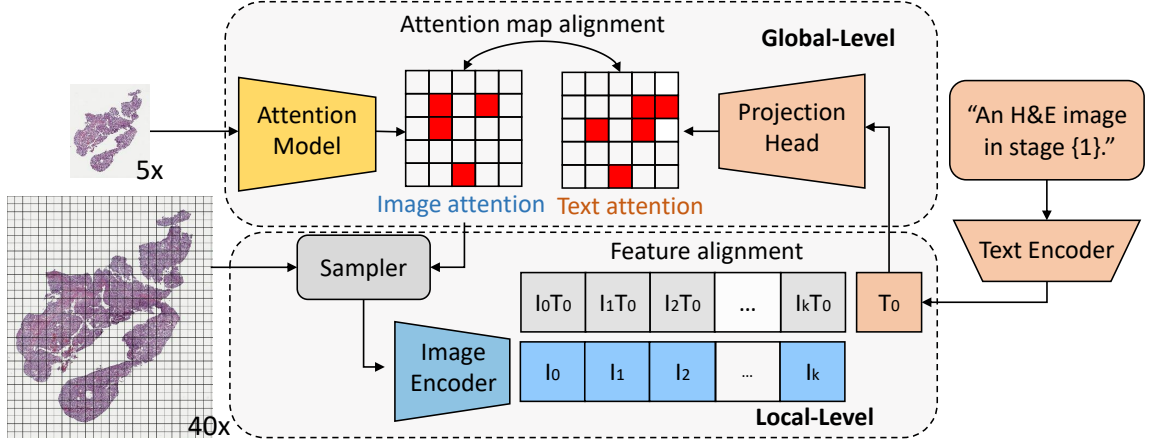 Attention map alignment
Global-Level
Attention
Model
Projection
Head
“An H&E image
in stage {1}.”
5x
Image attention
Text attention
Text Encoder
Sampler
Feature alignment
I₀T₀
I₁T₀
I₂T₀
...
IₖT₀
T₀
Image
Encoder
I₀
I₁
I₂
...
Iₖ
Local-Level
40x